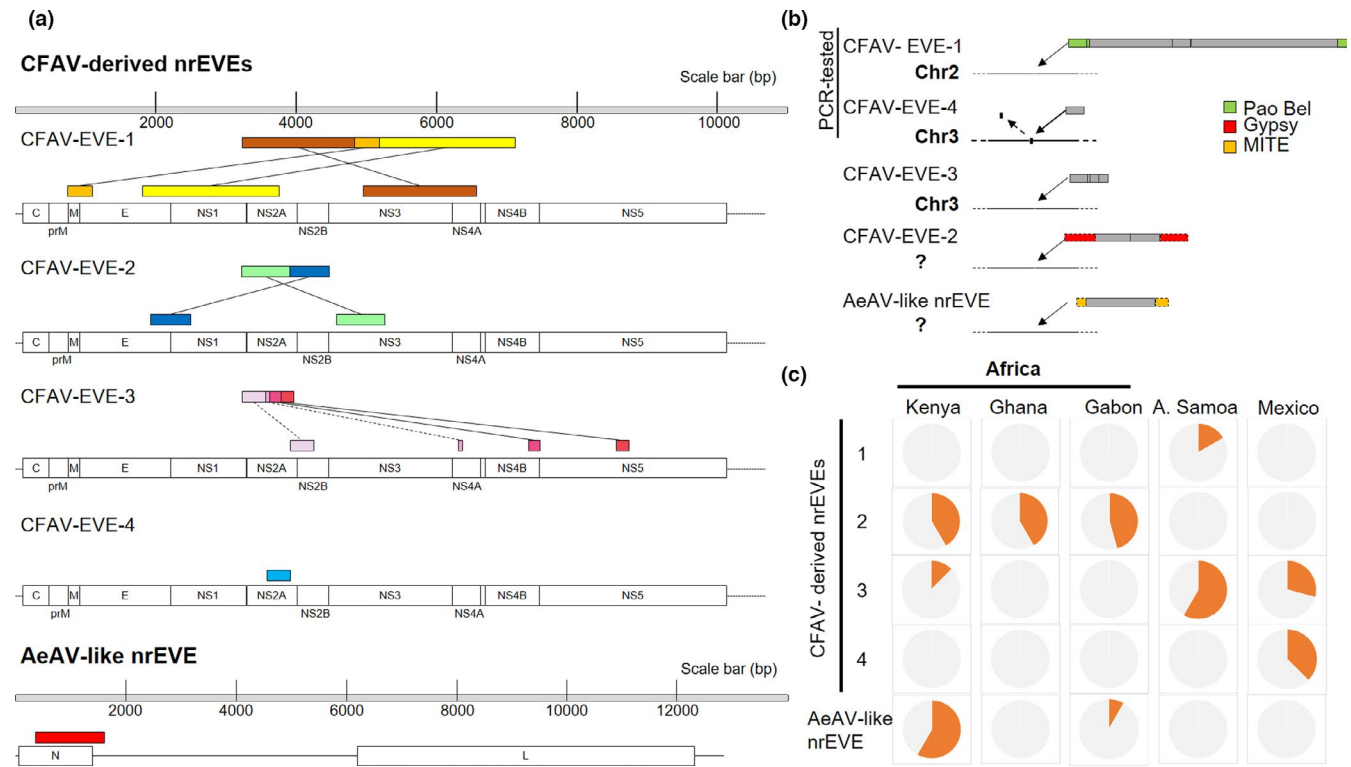 (a)
CFAV-derived nrEVEs
Scale bar (bp)
2000 4000 6000 8000 10000
CFAV-EVE-1
C M E NS1 NS2A NS3 NS4B NS5
prM NS2B NS4A
CFAV-EVE-2
C M E NS1 NS2A NS3 NS4B NS5
prM NS2B NS4A
CFAV-EVE-3
C M E NS1 NS2A NS3 NS4B NS5
prM NS2B NS4A
CFAV-EVE-4
C M E NS1 NS2A NS3 NS4B NS5
prM NS2B NS4A
AeAV-like nrEVE
Scale bar (bp)
2000 4000 6000 8000 10000 12000
N L
(b)
PCR-tested
CFAV- EVE-1
Chr2
CFAV-EVE-4
Chr3
CFAV-EVE-3
Chr3
CFAV-EVE-2
?
AeAV-like nrEVE
?
Pao Bel
Gypsy
MITE
(c)
Africa
Kenya Ghana Gabon A. Samoa Mexico
CFAV- derived nrEVEs
1
2
3
4
AeAV-like
nrEVE